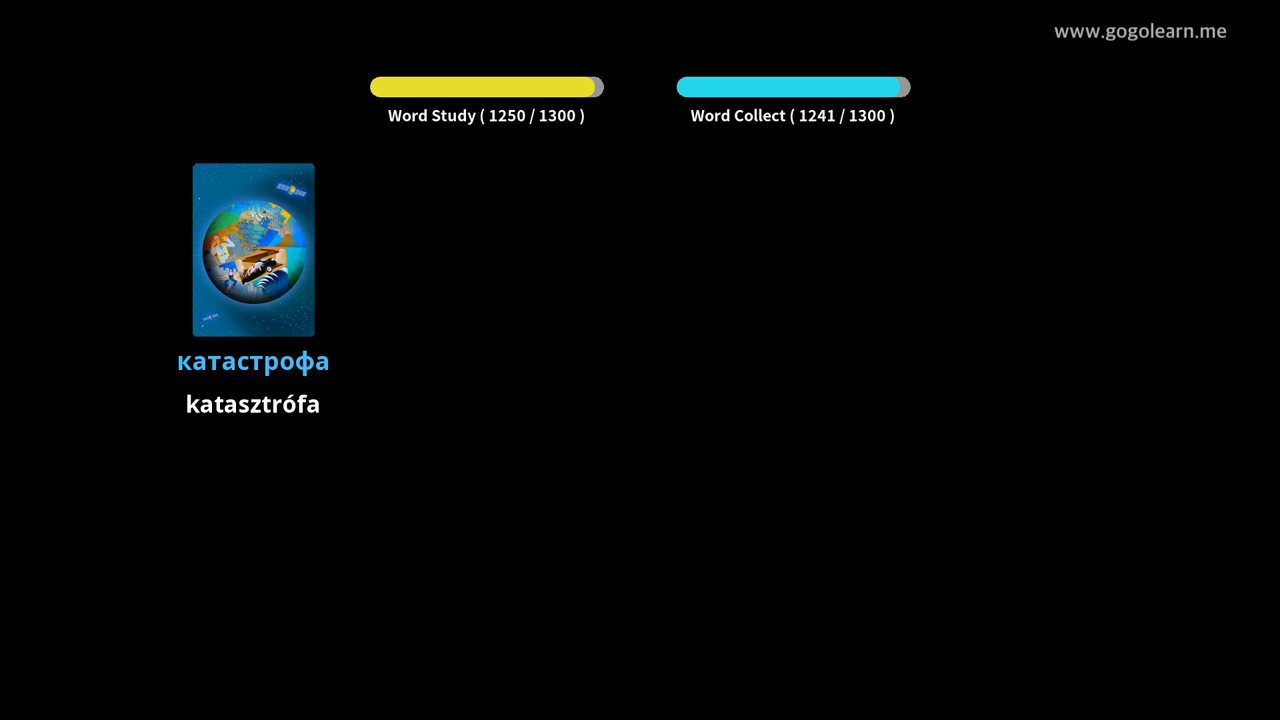 www.gogolearn.me
Word Study ( 1250 / 1300 )
Word Collect ( 1241 / 1300 )
катастрофа
katasztrófa